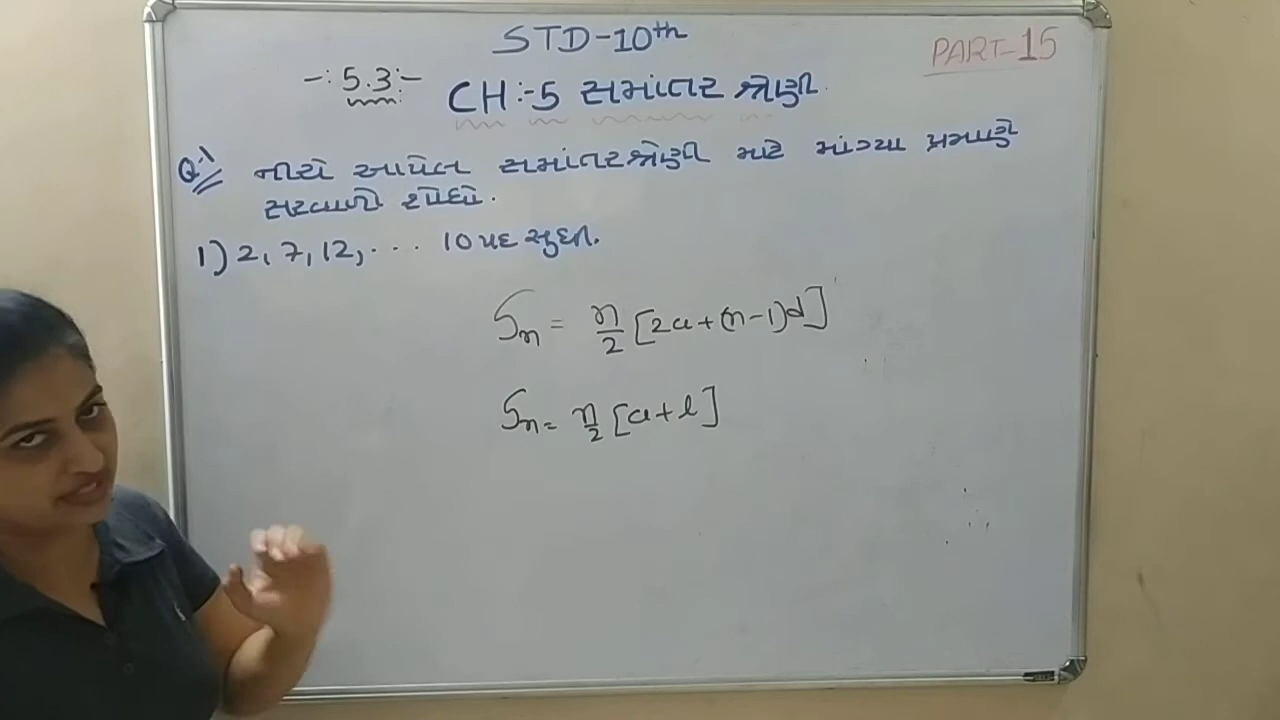 STD-10th
PART-15
-:5.3:-
CH:-5 સમાંતર શ્રેણી
Q-1 નીચે આપેલ સમાંતરશ્રેણી માટે માંગ્યા પ્રમાણે
સરવાળો શોધો.
1) 2, 7, 12, ... 10 પદ સુધી.
Sn = n/2 [2a+(n-1)d]
Sn = n/2 [a+l]